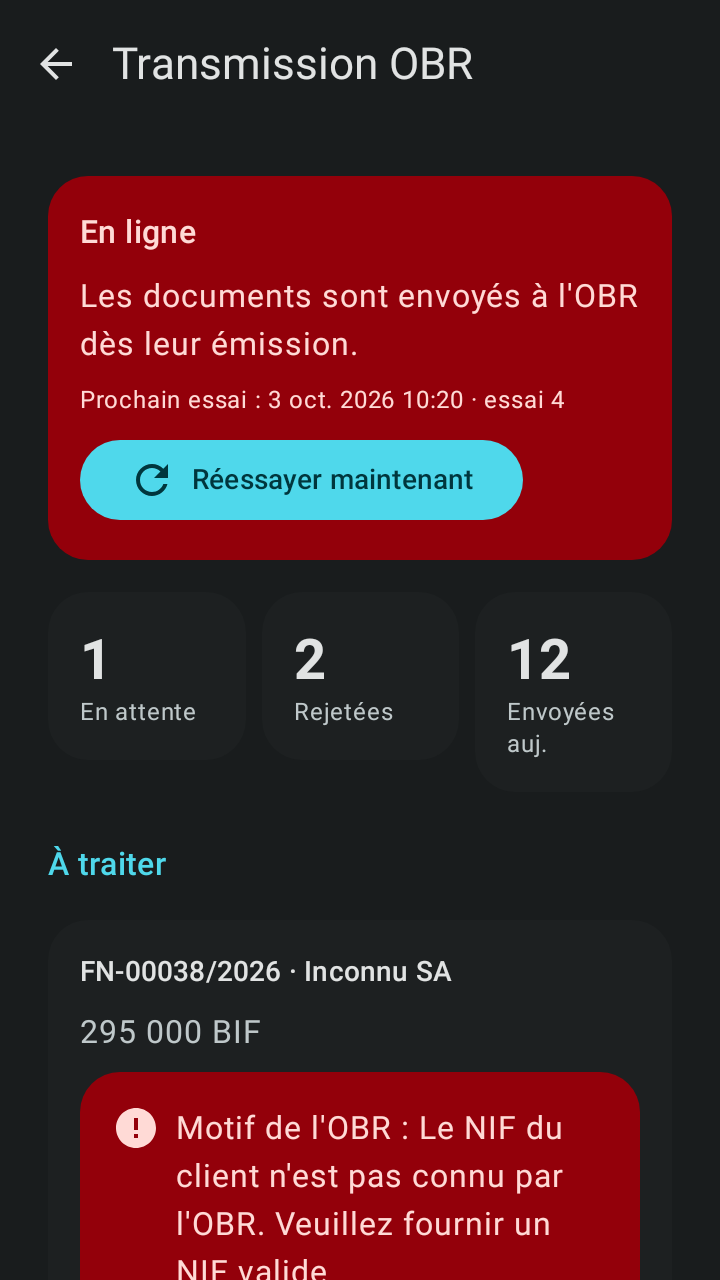 Transmission OBR
En ligne
Les documents sont envoyés à l'OBR
dès leur émission.
Prochain essai : 3 oct. 2026 10:20 · essai 4
Réessayer maintenant
1
En attente
2
Rejetées
12
Envoyées
auj.
À traiter
FN-00038/2026 · Inconnu SA
295 000 BIF
Motif de l'OBR : Le NIF du
client n'est pas connu par
l'OBR. Veuillez fournir un
NIF valide